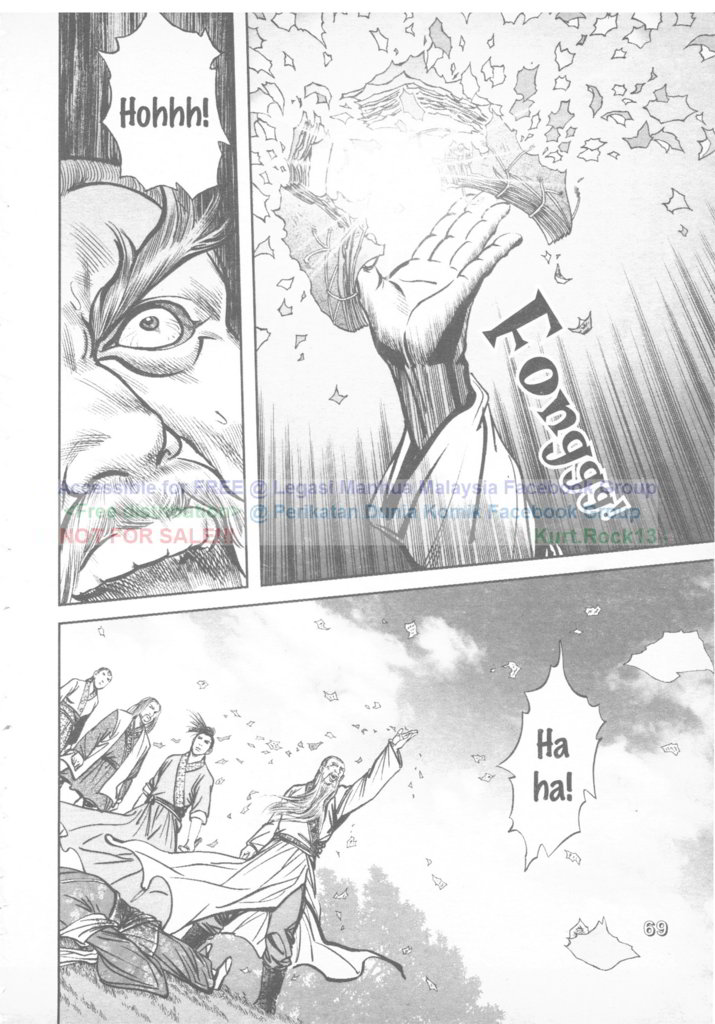 Hohhh!
Fongggg!
Accessible for FREE @ Legasi Manhua Malaysia Facebook Group
<Free distribution> @ Perikatan Dunia Komik Facebook Group
NOT FOR SALE!!! Kurt.Rock13 -
Ha
ha!
69